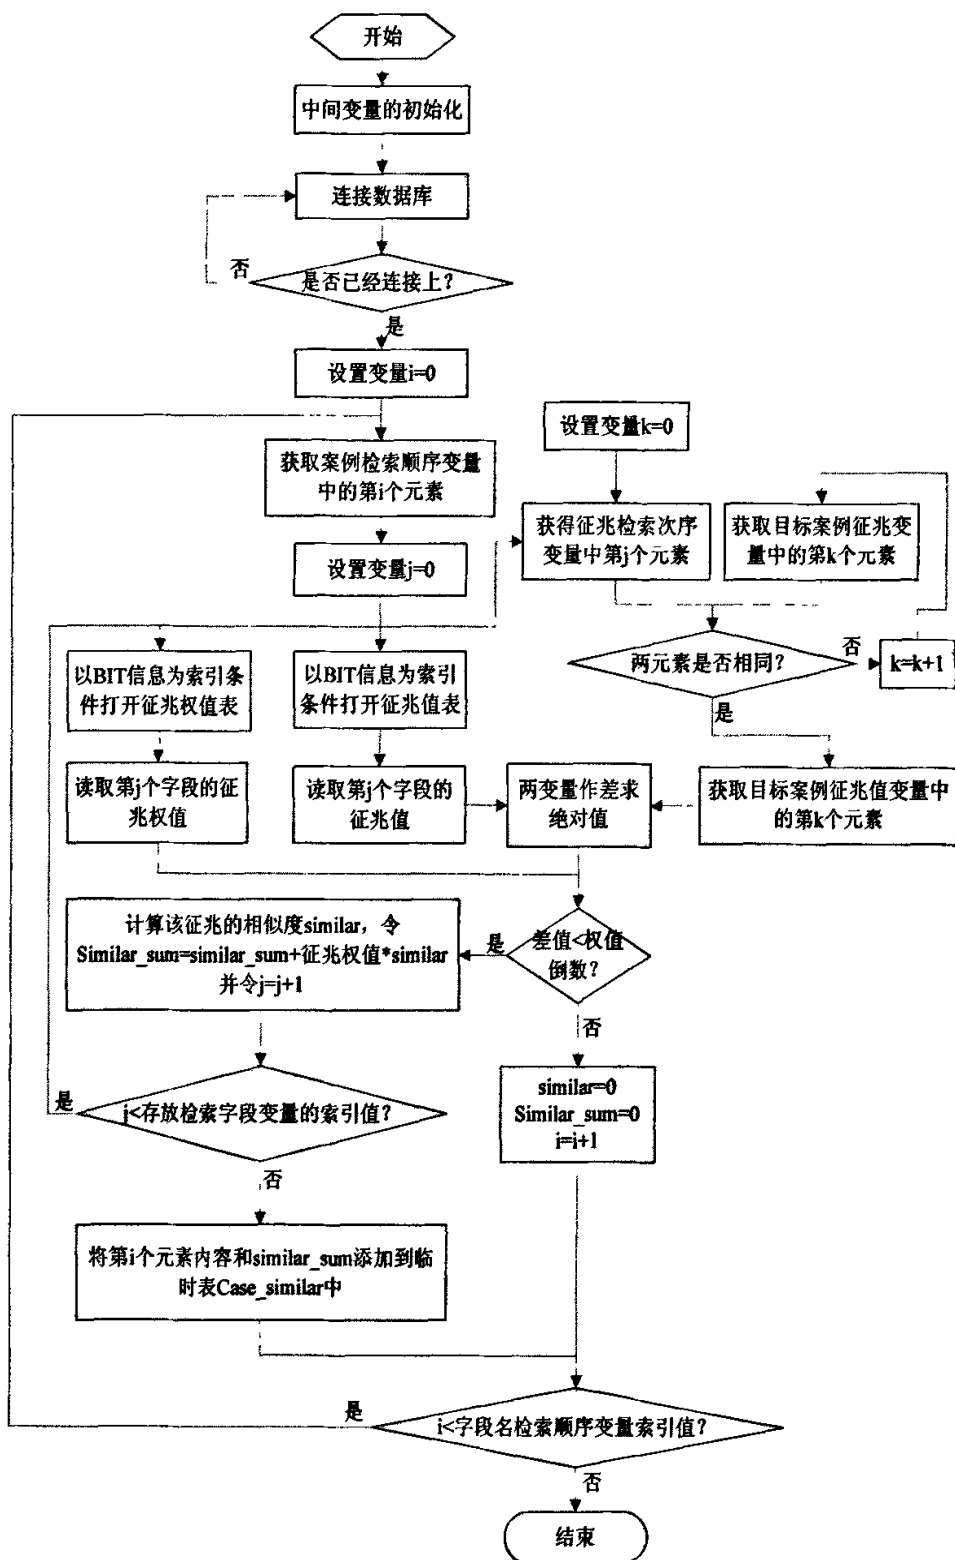 开始
中间变量的初始化
连接数据库
否
是否已经连接上？
是
设置变量i=0
设置变量k=0
获取案例检索顺序变量
中的第i个元素
获得征兆检索次序
变量中第j个元素
获取目标案例征兆变
量中的第k个元素
设置变量j=0
两元素是否相同？
否
k=k+1
以BIT信息为索引条
件打开征兆权值表
以BIT信息为索引
条件打开征兆值表
是
读取第j个字段的征
兆权值
读取第j个字段的
征兆值
两变量作差求
绝对值
获取目标案例征兆值变量中
的第k个元素
计算该征兆的相似度similar，令
Similar_sum=similar_sum+征兆权值*similar
并令j=j+1
是
差值<权值
倒数？
否
similar=0
Similar_sum=0
i=i+1
是
j<存放检索字段变量的索引值？
否
将第i个元素内容和similar_sum添加到临
时表Case_similar中
是
i<字段名检索顺序变量索引值？
否
结束